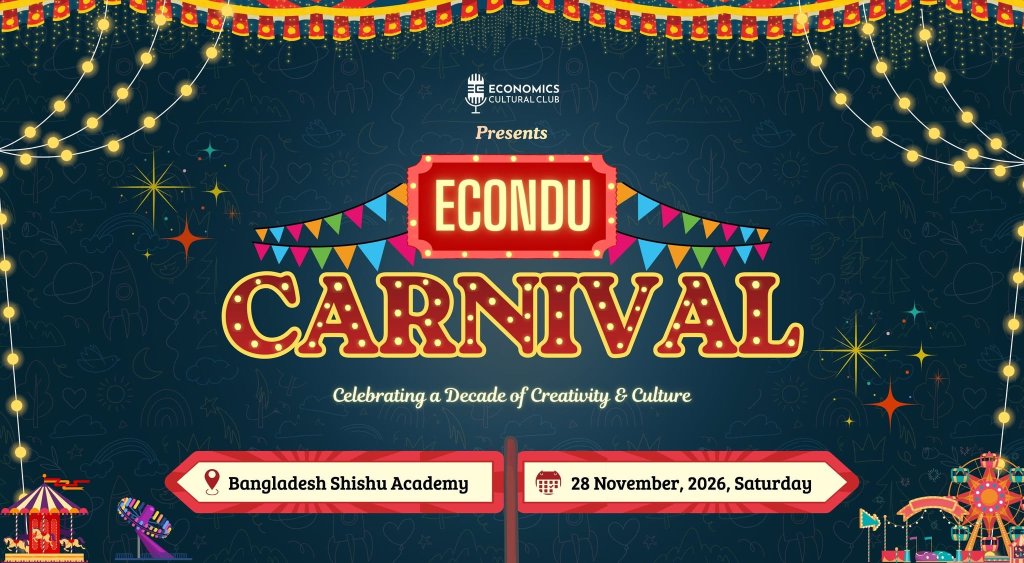 ECONOMICS
CULTURAL CLUB
Presents
ECONDU
CARNIVAL
Celebrating a Decade of Creativity & Culture
Bangladesh Shishu Academy
28 November, 2026, Saturday